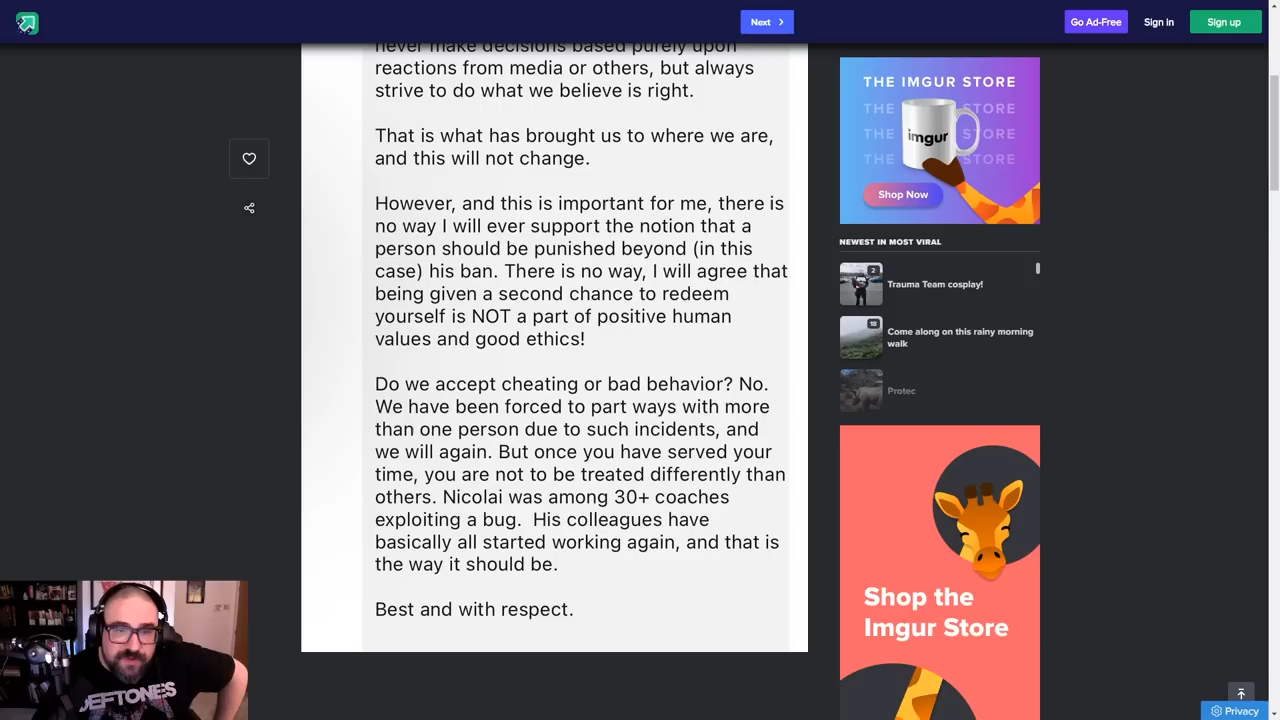 Next
Go Ad-Free
Sign in
Sign up
never make decisions based purely upon
reactions from media or others, but always
strive to do what we believe is right.
That is what has brought us to where we are,
and this will not change.
However, and this is important for me, there is
no way I will ever support the notion that a
person should be punished beyond (in this
case) his ban. There is no way, I will agree that
being given a second chance to redeem
yourself is NOT a part of positive human
values and good ethics!
Do we accept cheating or bad behavior? No.
We have been forced to part ways with more
than one person due to such incidents, and
we will again. But once you have served your
time, you are not to be treated differently than
others. Nicolai was among 30+ coaches
exploiting a bug.  His colleagues have
basically all started working again, and that is
the way it should be.
Best and with respect.
THE IMGUR STORE
THE IMGUR STORE
THE STORE
THE STORE
imgur
Shop Now
NEWEST IN MOST VIRAL
2
Trauma Team cosplay!
18
Come along on this rainy morning
walk
Protec
Shop the
Imgur Store
DEFTONES
Privacy